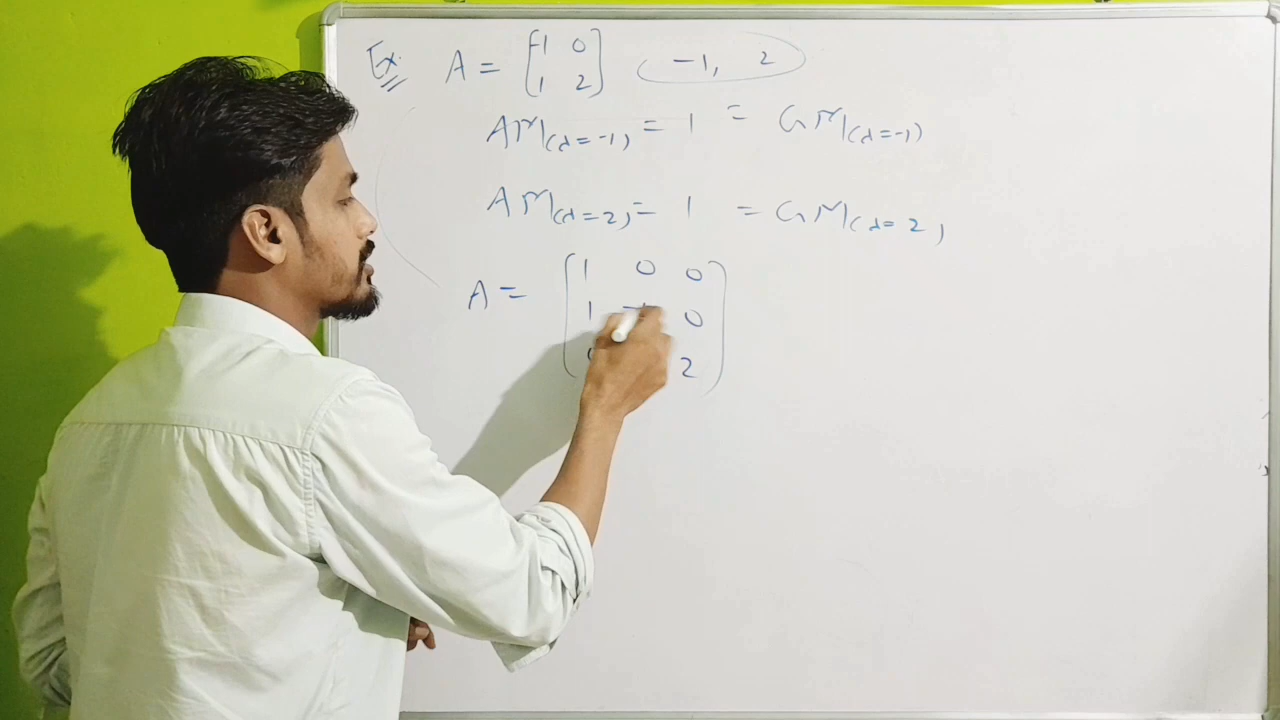 Ex. A = [-1 0 -1, 2
1 2]
AM(λ=-1) = 1 = GM(λ=-1)
AM(λ=2) = 1 = GM(λ=2)
A = [1 0 0
1 0
2]